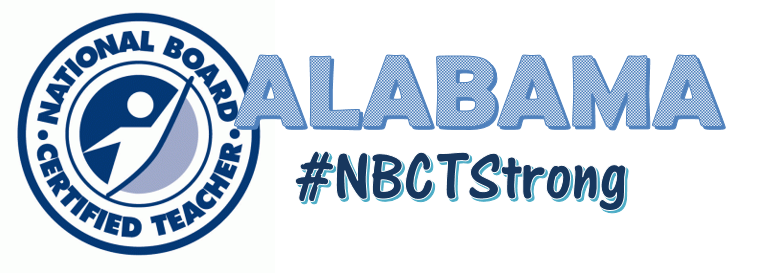 NATIONAL BOARD
CERTIFIED TEACHER
ALABAMA
#NBCTStrong